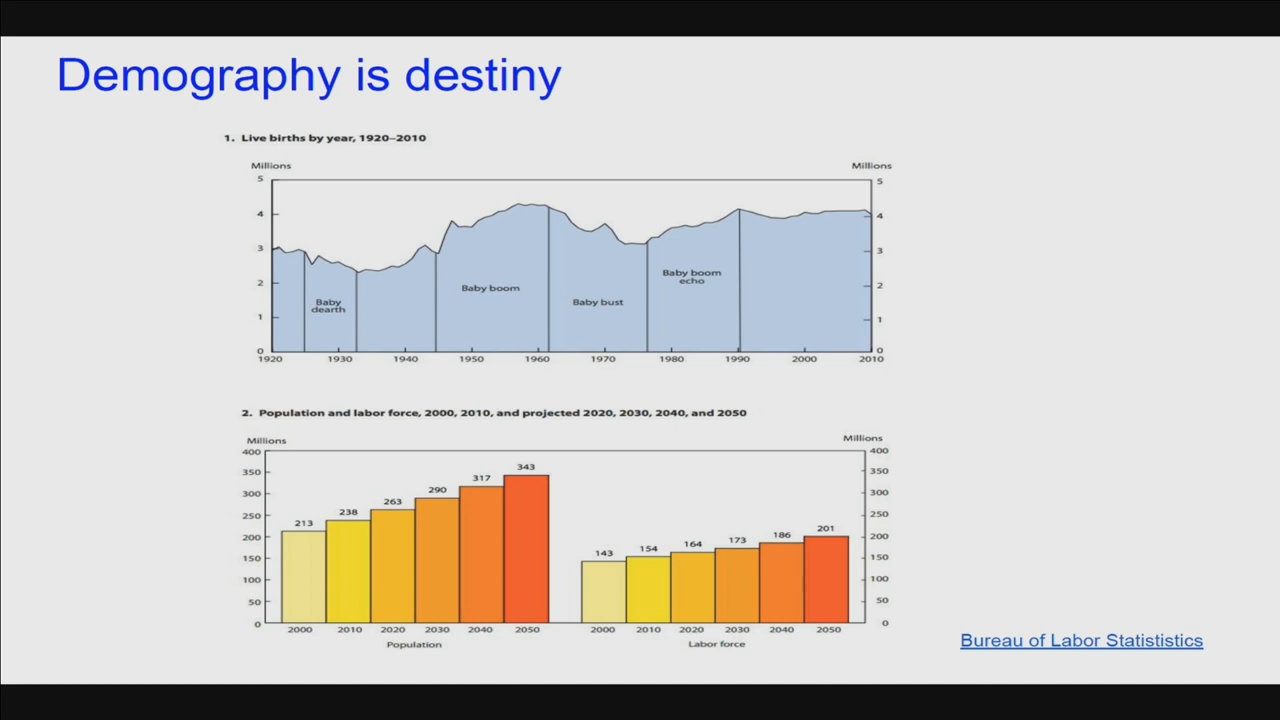 Demography is destiny
1. Live births by year, 1920–2010
Millions Millions
5 5
4 4
3 3
2 2
1 1
0 0
Baby dearth
Baby boom
Baby bust
Baby boom echo
1920 1930 1940 1950 1960 1970 1980 1990 2000 2010
2. Population and labor force, 2000, 2010, and projected 2020, 2030, 2040, and 2050
Millions Millions
400 400
350 350
300 300
250 250
200 200
150 150
100 100
50 50
0 0
213 238 263 290 317 343
143 154 164 173 186 201
2000 2010 2020 2030 2040 2050 2000 2010 2020 2030 2040 2050
Population Labor force
Bureau of Labor Statististics